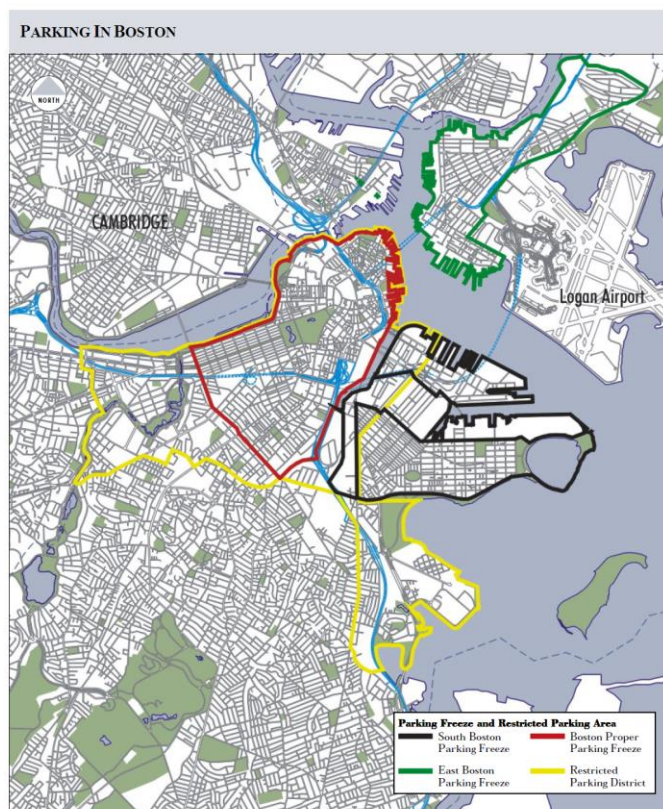 PARKING IN BOSTON
NORTH
CAMBRIDGE
Logan Airport
Parking Freeze and Restricted Parking Area
South Boston
Parking Freeze
Boston Proper
Parking Freeze
East Boston
Parking Freeze
Restricted
Parking District